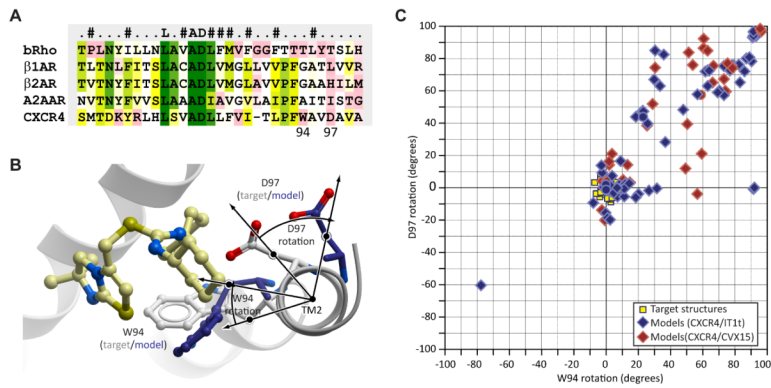 A
bRho TPLNYILLNLAVADLFMVFGGFTTTLYTSLH
β1AR TLTNLFITSLACADLVMGLLVVPFGATLVVR
β2AR TVTNYFITSLACADLVMGLAVVPFGAAHILM
A2AAR NVTNYFVVSLAAADIAVGVLAIPFAITISTG
CXCR4 SMTDKYRLHLSVADLLFVI-TLPFWAVDAVA
94 97
B
D97
(target/model)
D97
rotation
W94
rotation
TM2
W94
(target/model)
C
D97 rotation (degrees)
100
80
60
40
20
0
-20
-40
-60
-80
-100
-100 -80 -60 -40 -20 0 20 40 60 80 100
W94 rotation (degrees)
Target structures
Models (CXCR4/IT1t)
Models(CXCR4/CVX15)